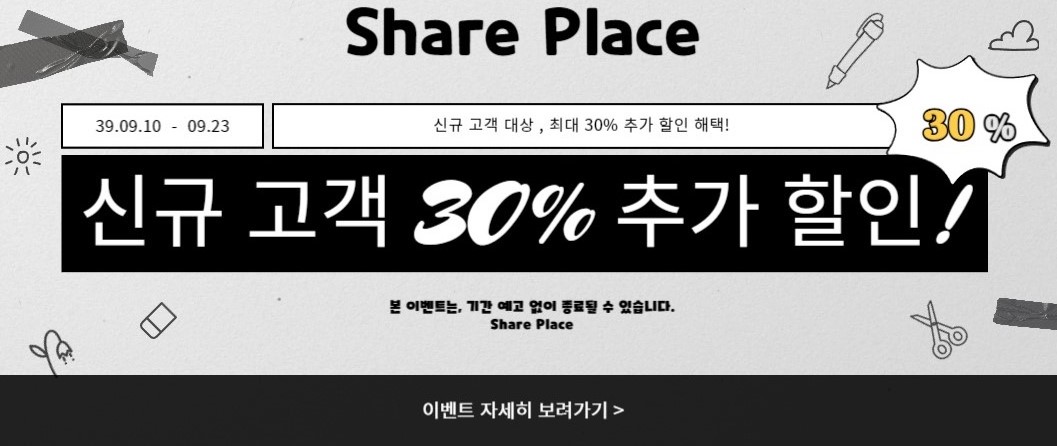 Share Place
39.09.10 - 09.23
신규 고객 대상 , 최대 30% 추가 할인 해택!
30 %
신규 고객 30% 추가 할인!
본 이벤트는, 기간 예고 없이 종료될 수 있습니다.
Share Place
이벤트 자세히 보려가기 >